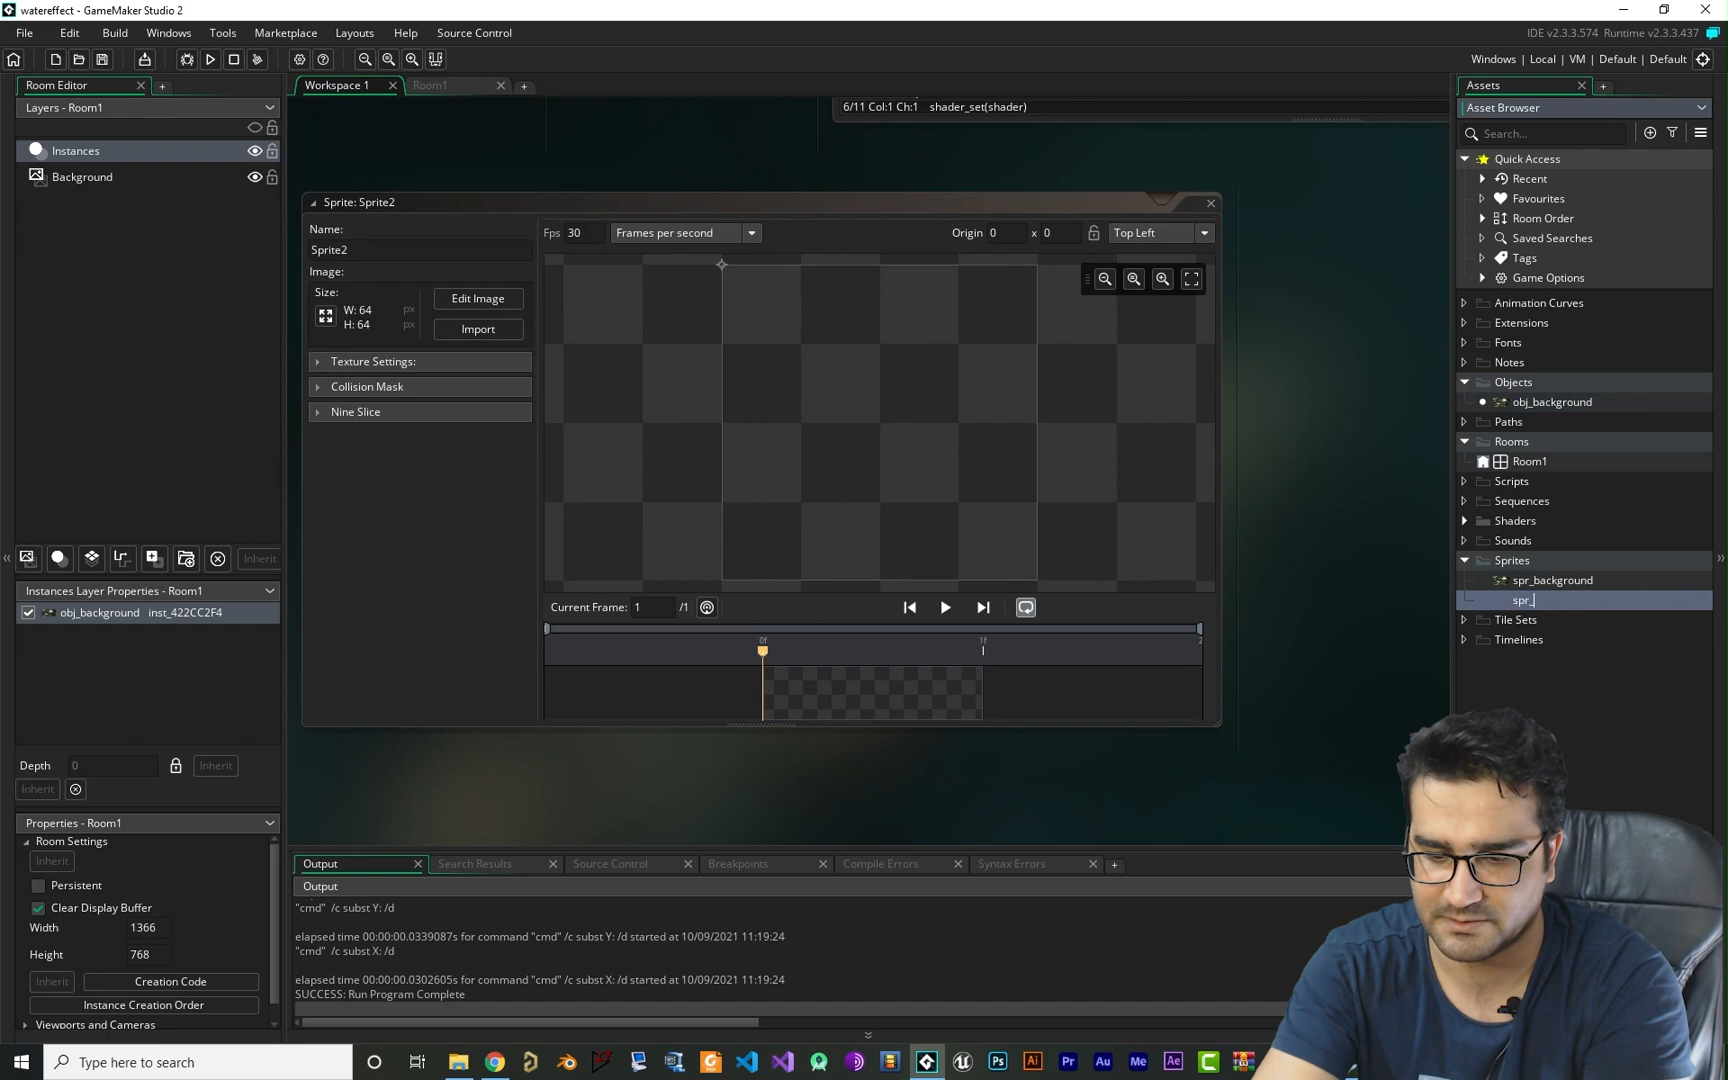 watereffect - GameMaker Studio 2
File Edit Build Windows Tools Marketplace Layouts Help Source Control
IDE v2.3.3.574 Runtime v2.3.3.437
Windows | Local | VM | Default | Default
Room Editor
Layers - Room1
Instances
Background
Inherit
Instances Layer Properties - Room1
obj_background inst_422CC2F4
Depth 0 Inherit
Inherit
Properties - Room1
Room Settings
Inherit
Persistent
Clear Display Buffer
Width 1366
Height 768
Inherit Creation Code
Instance Creation Order
Viewports and Cameras
Workspace 1 Room1
6/11 Col:1 Ch:1 shader_set(shader)
Sprite: Sprite2
Name:
Sprite2
Image:
Size:
W: 64 px
H: 64 px
Edit Image
Import
Texture Settings:
Collision Mask
Nine Slice
Fps 30 Frames per second
Origin 0 x 0 Top Left
Current Frame: 1 /1
0f 1f 2
Output Search Results Source Control Breakpoints Compile Errors Syntax Errors
Output
"cmd" /c subst Y: /d
elapsed time 00:00:00.0339087s for command "cmd" /c subst Y: /d started at 10/09/2021 11:19:24
"cmd" /c subst X: /d
elapsed time 00:00:00.0302605s for command "cmd" /c subst X: /d started at 10/09/2021 11:19:24
SUCCESS: Run Program Complete
Assets
Asset Browser
Search...
Quick Access
Recent
Favourites
Room Order
Saved Searches
Tags
Game Options
Animation Curves
Extensions
Fonts
Notes
Objects
obj_background
Paths
Rooms
Room1
Scripts
Sequences
Shaders
Sounds
Sprites
spr_background
spr_
Tile Sets
Timelines
Type here to search
Ps Ai Pr Au Me Ae